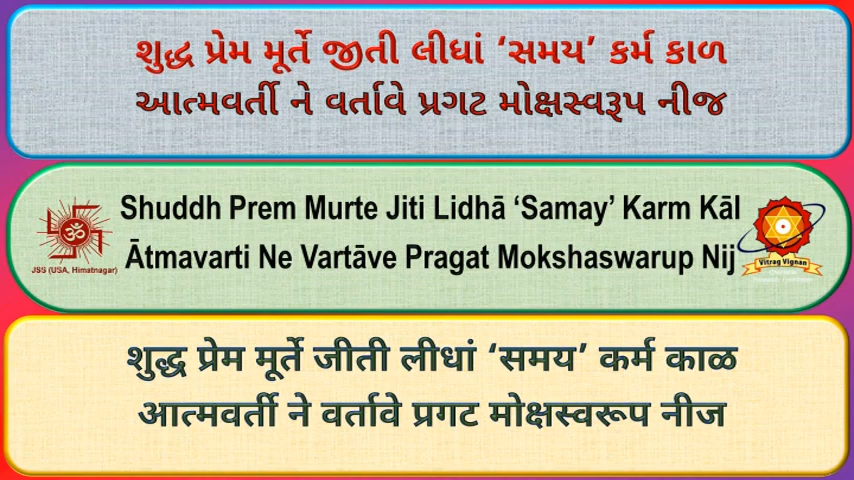 શુદ્ધ પ્રેમ મૂર્તે જીતી લીધાં ‘સમય’ કર્મ કાળ
આત્મવર્તી ને વર્તાવે પ્રગટ મોક્ષસ્વરૂપ નીજ
Shuddh Prem Murte Jiti Lidhā ‘Samay’ Karm Kāl
Ātmavarti Ne Vartāve Pragat Mokshaswarup Nij
ॐ
JSS (USA, Himatnagar)
Vitrag Vignan
शुद्ध प्रेम मूर्ते जीती लीधां ‘समय’ कर्म काळ
आत्मवर्ती ने वर्तावे प्रगट मोक्षस्वरूप नीज